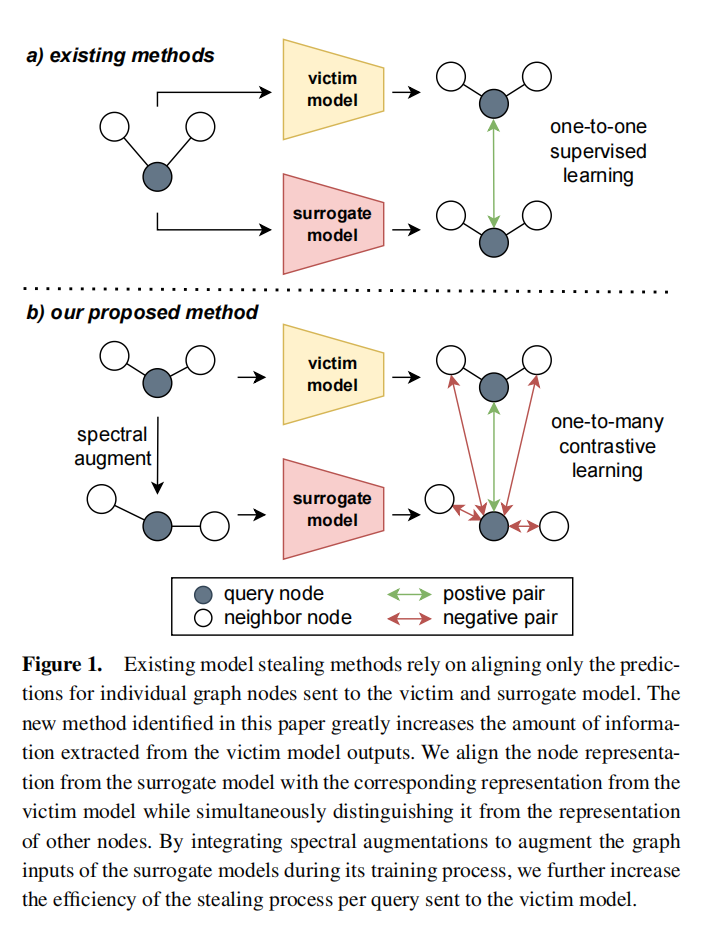 a) existing methods
victim
model
one-to-one
supervised
learning
surrogate
model
b) our proposed method
victim
model
spectral
augment
one-to-many
contrastive
learning
surrogate
model
query node
postive pair
neighbor node
negative pair
Figure 1. Existing model stealing methods rely on aligning only the predic-
tions for individual graph nodes sent to the victim and surrogate model. The
new method identified in this paper greatly increases the amount of informa-
tion extracted from the victim model outputs. We align the node representa-
tion from the surrogate model with the corresponding representation from the
victim model while simultaneously distinguishing it from the representation
of other nodes. By integrating spectral augmentations to augment the graph
inputs of the surrogate models during its training process, we further increase
the efficiency of the stealing process per query sent to the victim model.